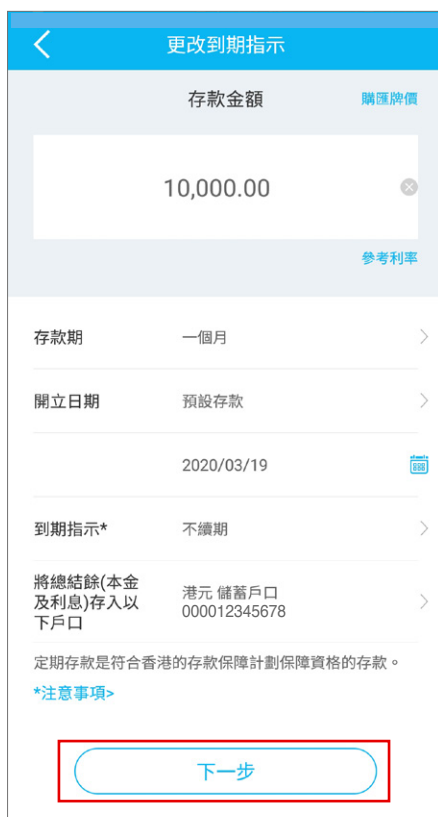 更改到期指示
存款金額 購匯牌價
10,000.00
參考利率
存款期 一個月
開立日期 預設存款
2020/03/19
到期指示* 不續期
將總結餘(本金
及利息)存入以
下戶口
港元 儲蓄戶口
000012345678
定期存款是符合香港的存款保障計劃保障資格的存款。
*注意事項>
下一步